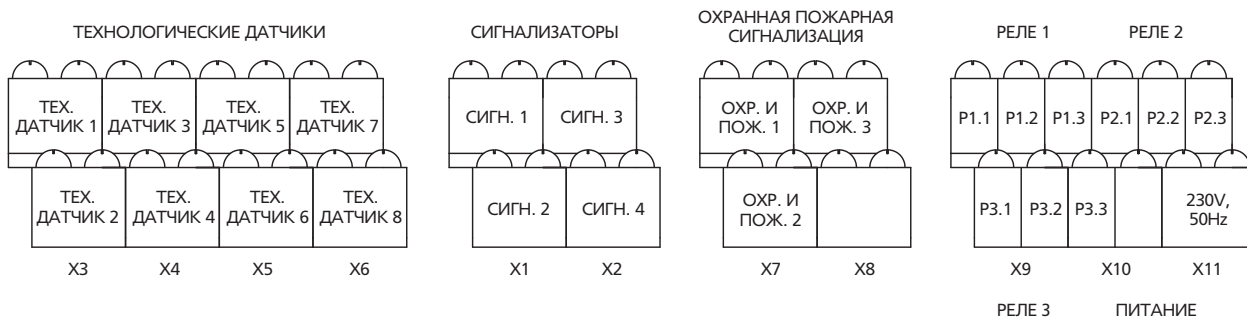 ТЕХНОЛОГИЧЕСКИЕ ДАТЧИКИ
ТЕХ.
ДАТЧИК 1
ТЕХ.
ДАТЧИК 3
ТЕХ.
ДАТЧИК 5
ТЕХ.
ДАТЧИК 7
ТЕХ.
ДАТЧИК 2
ТЕХ.
ДАТЧИК 4
ТЕХ.
ДАТЧИК 6
ТЕХ.
ДАТЧИК 8
X3 X4 X5 X6
СИГНАЛИЗАТОРЫ
СИГН. 1 СИГН. 3
СИГН. 2 СИГН. 4
X1 X2
ОХРАННАЯ ПОЖАРНАЯ
СИГНАЛИЗАЦИЯ
ОХР. И
ПОЖ. 1
ОХР. И
ПОЖ. 3
ОХР. И
ПОЖ. 2
X7 X8
РЕЛЕ 1 РЕЛЕ 2
P1.1 P1.2 P1.3 P2.1 P2.2 P2.3
P3.1 P3.2 P3.3
230V,
50Hz
X9 X10 X11
РЕЛЕ 3 ПИТАНИЕ